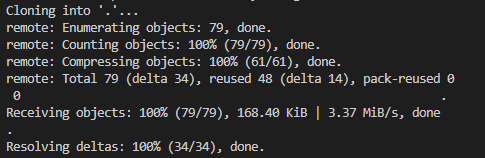 Cloning into '.'...
remote: Enumerating objects: 79, done.
remote: Counting objects: 100% (79/79), done.
remote: Compressing objects: 100% (61/61), done.
remote: Total 79 (delta 34), reused 48 (delta 14), pack-reused 0
 0                                                    .
Receiving objects: 100% (79/79), 168.40 KiB | 3.37 MiB/s, done
.
Resolving deltas: 100% (34/34), done.